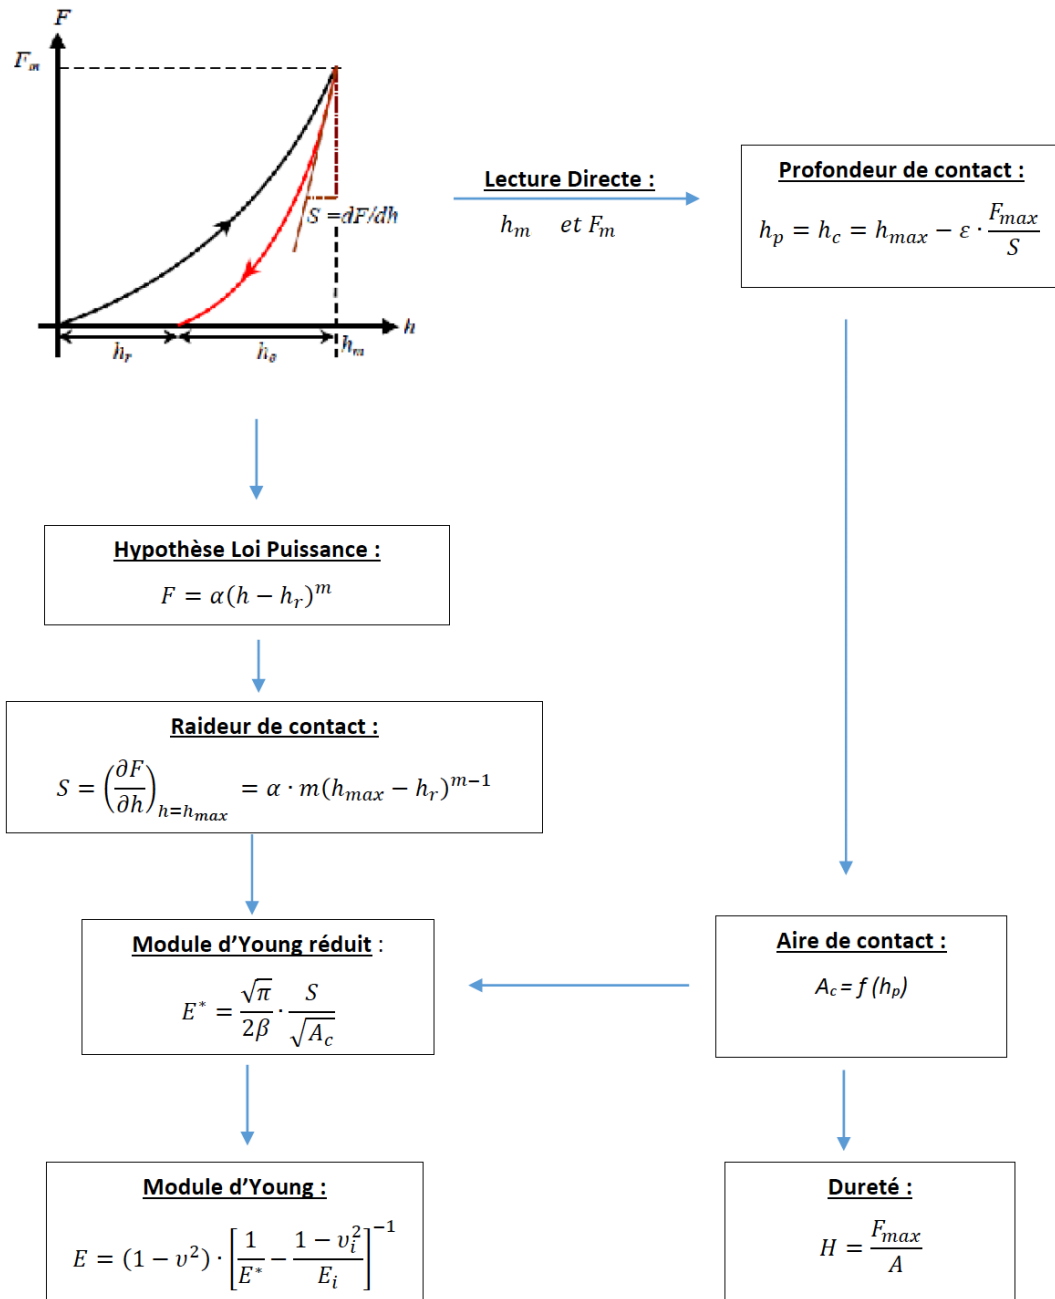 F
Fm
S = dF/dh
h
hr
he
hm
Lecture Directe :
hm et Fm
Profondeur de contact :
hp = hc = hmax − ε · Fmax/S
Hypothèse Loi Puissance :
F = α(h − hr)^m
Raideur de contact :
S = (∂F/∂h)h=hmax = α · m(hmax − hr)^m−1
Module d’Young réduit :
E* = √π/2β · S/√Ac
Aire de contact :
Ac = f (hp)
Module d’Young :
E = (1 − υ²) · [1/E* − 1 − υi²/Ei]^−1
Dureté :
H = Fmax/A